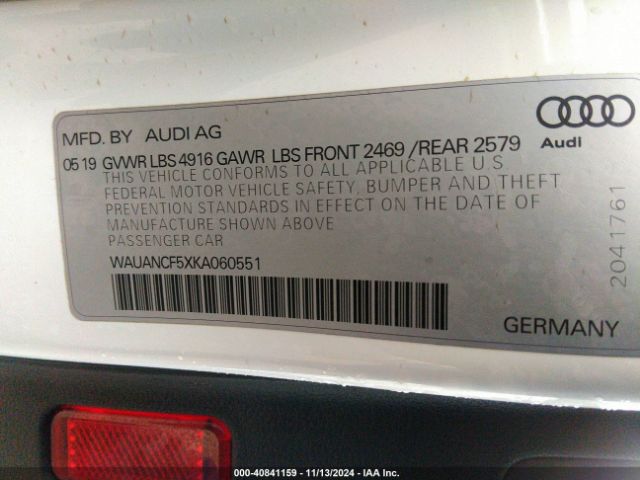 MFD. BY AUDI AG
05 19 GVWR LBS 4916 GAWR LBS FRONT 2469 /REAR 2579
THIS VEHICLE CONFORMS TO ALL APPLICABLE U S
FEDERAL MOTOR VEHICLE SAFETY, BUMPER AND THEFT
PREVENTION STANDARDS IN EFFECT ON THE DATE OF
MANUFACTURE SHOWN ABOVE
PASSENGER CAR
WAUANCF5XKA060551
Audi
2041761
GERMANY
000-40841159 - 11/13/2024 - IAA Inc.